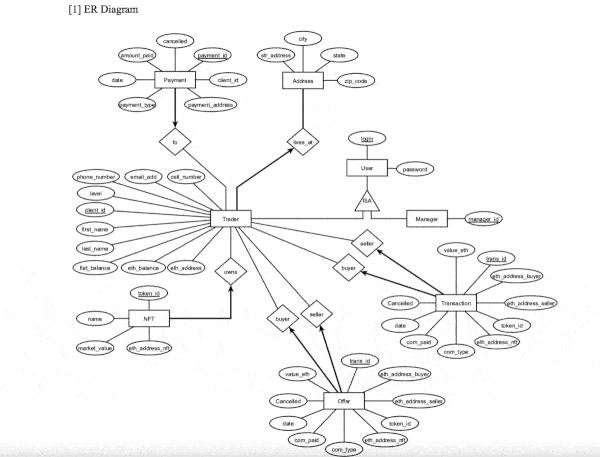 [1] ER Diagram
cancelled
amount_paid
payment_id
date
Payment
client_id
payment_type
payment_address
to
city
str_address
state
Address
zip_code
lives_at
login
User
password
ISA
phone_number
email_add
cell_number
level
client_id
first_name
last_name
fiat_balance
eth_balance
eth_address
Trader
Manager
manager_id
seller
buyer
owns
token_id
name
NFT
market_value
eth_address_nft
value_eth
trans_id
eth_address_buyer
Cancelled
Transaction
eth_address_seller
date
token_id
com_paid
com_type
eth_address_nft
buyer
seller
trans_id
value_eth
eth_address_buyer
Cancelled
Offer
eth_address_seller
date
token_id
com_paid
com_type
eth_address_nft